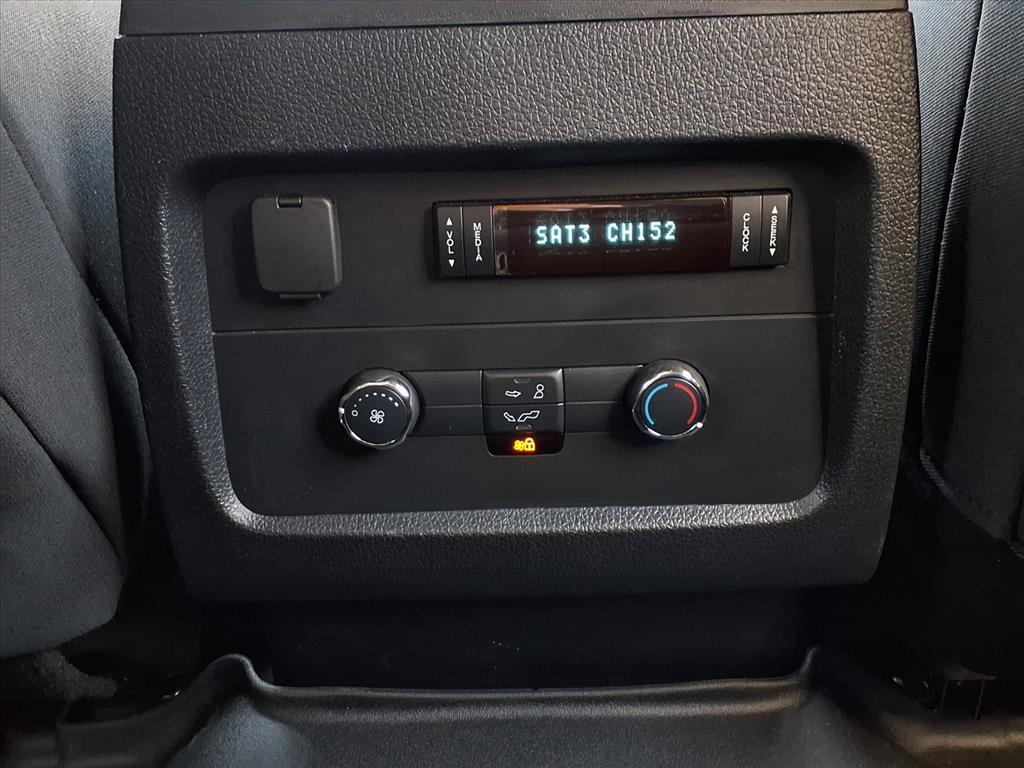 VOL
MEDIA
SAT3 CH152
CLOCK
SEEK